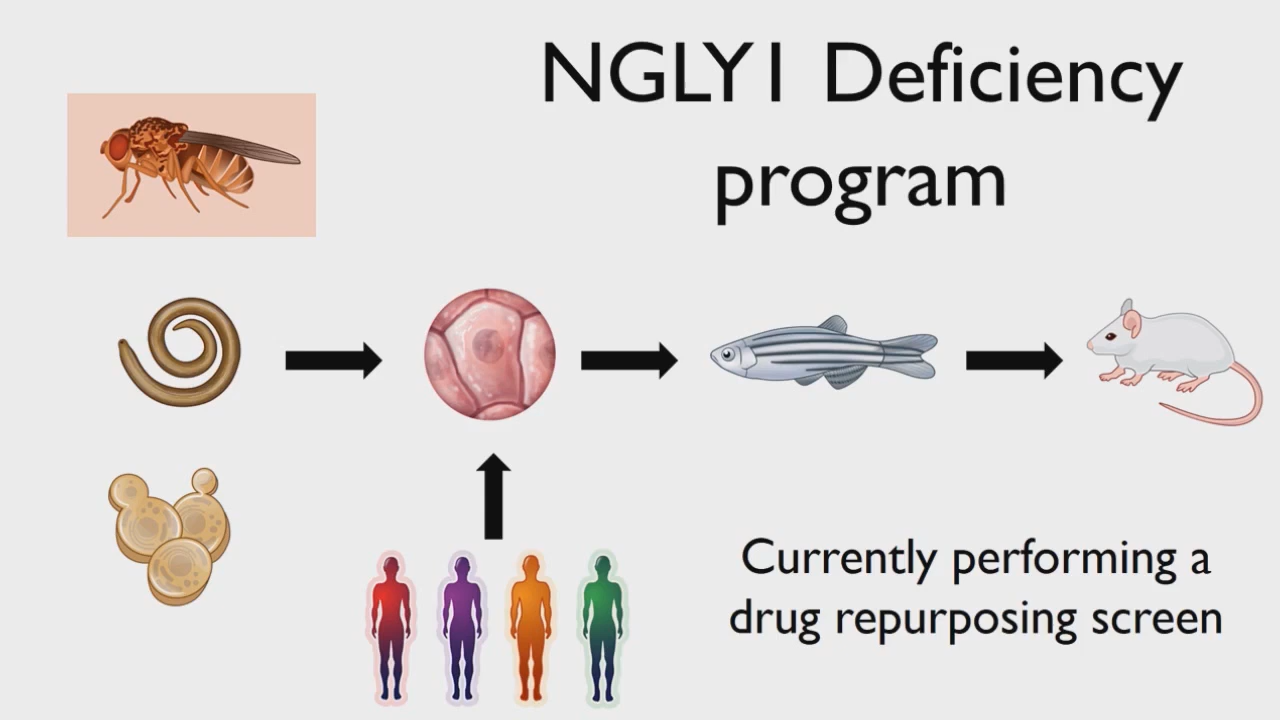 NGLY1 Deficiency
program
Currently performing a
drug repurposing screen